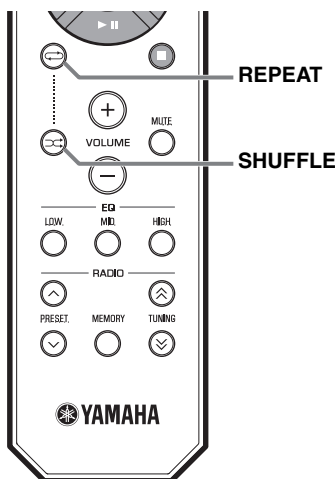 REPEAT
VOLUME
MUTE
SHUFFLE
EQ
LOW MID HIGH
RADIO
PRESET MEMORY TUNING
YAMAHA